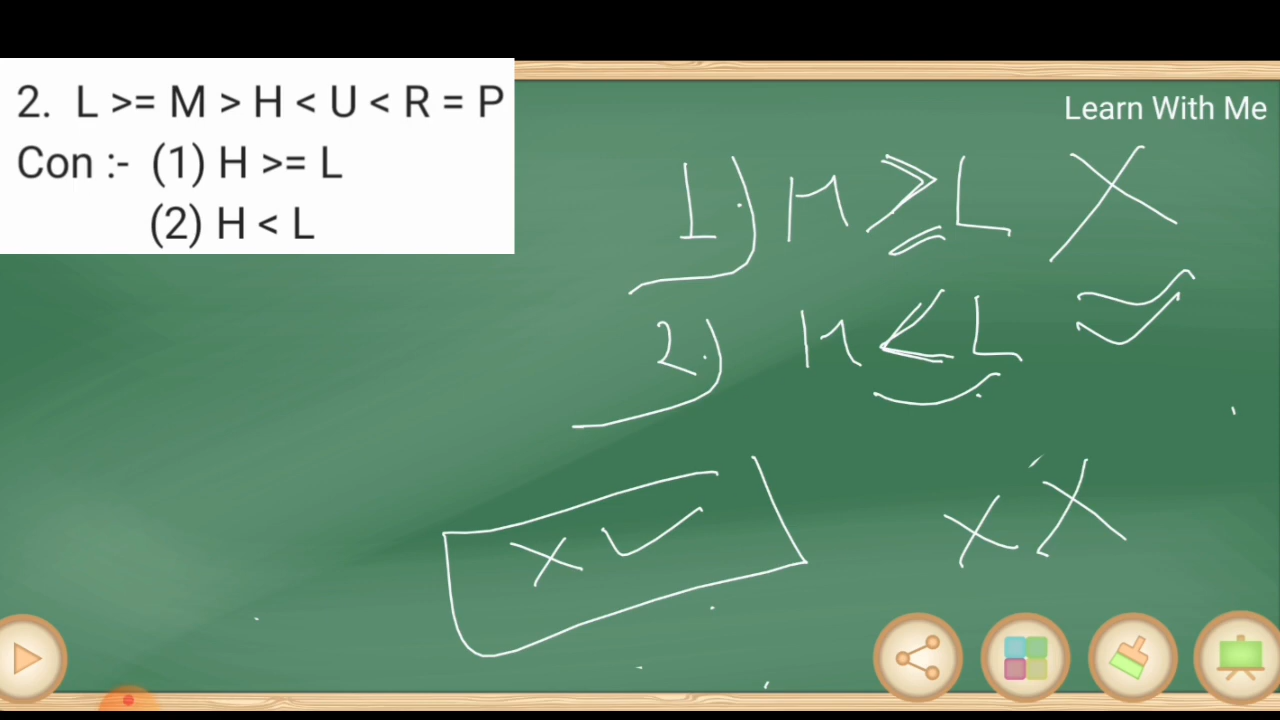 2. L >= M > H < U < R = P
Con :- (1) H >= L
(2) H < L
Learn With Me
1) H ≥ L X
2) H < L
X ✓
X X